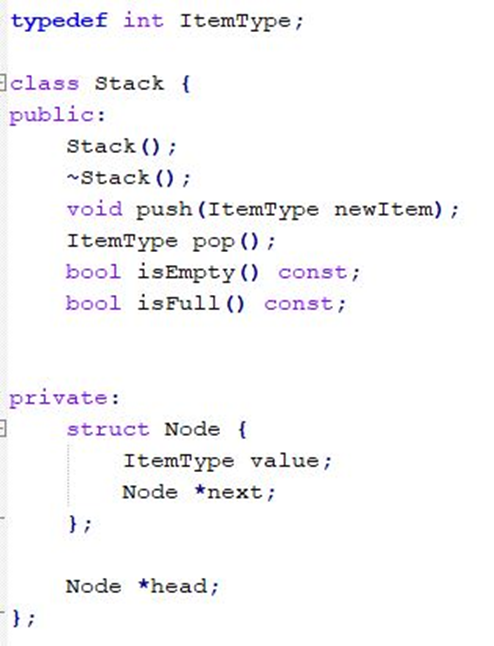 typedef int ItemType;
class Stack {
public:
Stack();
~Stack();
void push(ItemType newItem);
ItemType pop();
bool isEmpty() const;
bool isFull() const;
private:
struct Node {
ItemType value;
Node *next;
};
Node *head;
};